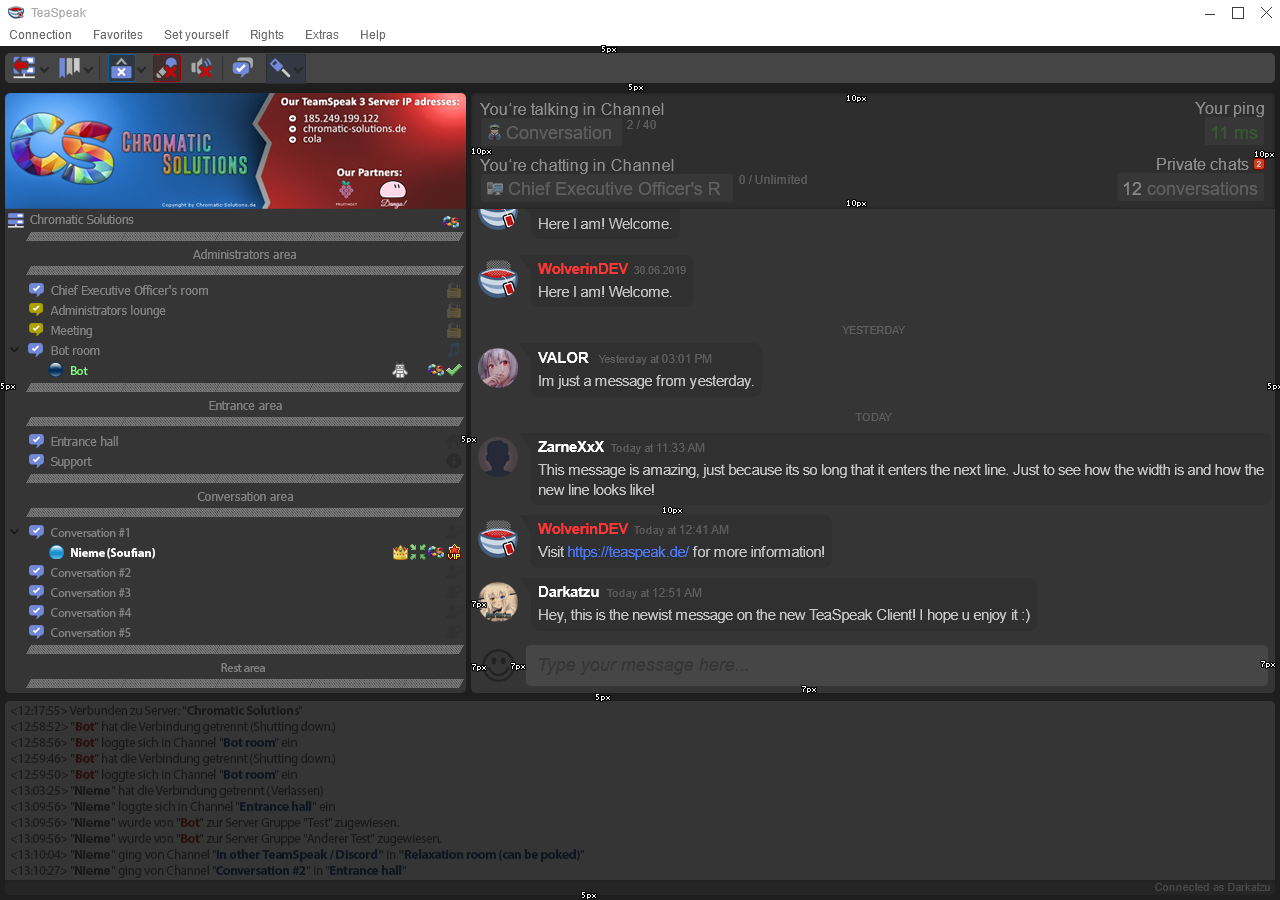 TeaSpeak
Connection Favorites Set yourself Rights Extras Help
5px
5px
Our TeamSpeak 3 Server IP adresses:
185.249.199.122
chromatic-solutions.de
cola
CS
CHROMATIC
SOLUTIONS
Our Partners:
FRUITHOST
Dango!
Copyright by Chromatic-Solutions.de
Chromatic Solutions
Administrators area
Chief Executive Officer's room
Administrators lounge
Meeting
Bot room
Bot
5px
Entrance area
Entrance hall
Support
Conversation area
Conversation #1
Nieme (Soufian)
VIP
Conversation #2
Conversation #3
Conversation #4
Conversation #5
Rest area
10px
You're talking in Channel
Conversation
2 / 40
Your ping
11 ms
10px
10px
You're chatting in Channel
Chief Executive Officer's R
0 / Unlimited
Private chats 2
12 conversations
10px
Here I am! Welcome.
WolverinDEV 30.06.2019
Here I am! Welcome.
YESTERDAY
VALOR Yesterday at 03:01 PM
Im just a message from yesterday.
5px
TODAY
5px
ZarneXxX Today at 11:33 AM
This message is amazing, just because its so long that it enters the next line. Just to see how the width is and how the
new line looks like!
10px
WolverinDEV Today at 12:41 AM
Visit https://teaspeak.de/ for more information!
Darkatzu Today at 12:51 AM
Hey, this is the newist message on the new TeaSpeak Client! I hope u enjoy it :)
7px
7px 7px
Type your message here...
7px
7px
5px
<12:17:55> Verbunden zu Server: "Chromatic Solutions"
<12:58:52> "Bot" hat die Verbindung getrennt (Shutting down.)
<12:58:56> "Bot" loggte sich in Channel "Bot room" ein
<12:59:46> "Bot" hat die Verbindung getrennt (Shutting down.)
<12:59:50> "Bot" loggte sich in Channel "Bot room" ein
<13:03:25> "Nieme" hat die Verbindung getrennt (Verlassen)
<13:09:56> "Nieme" loggte sich in Channel "Entrance hall" ein
<13:09:56> "Nieme" wurde von "Bot" zur Server Gruppe "Test" zugewiesen.
<13:09:56> "Nieme" wurde von "Bot" zur Server Gruppe "Anderer Test" zugewiesen.
<13:10:04> "Nieme" ging von Channel "In other TeamSpeak / Discord" in "Relaxation room (can be poked)"
<13:10:27> "Nieme" ging von Channel "Conversation #2" in "Entrance hall"
Connected as Darkatzu
5px